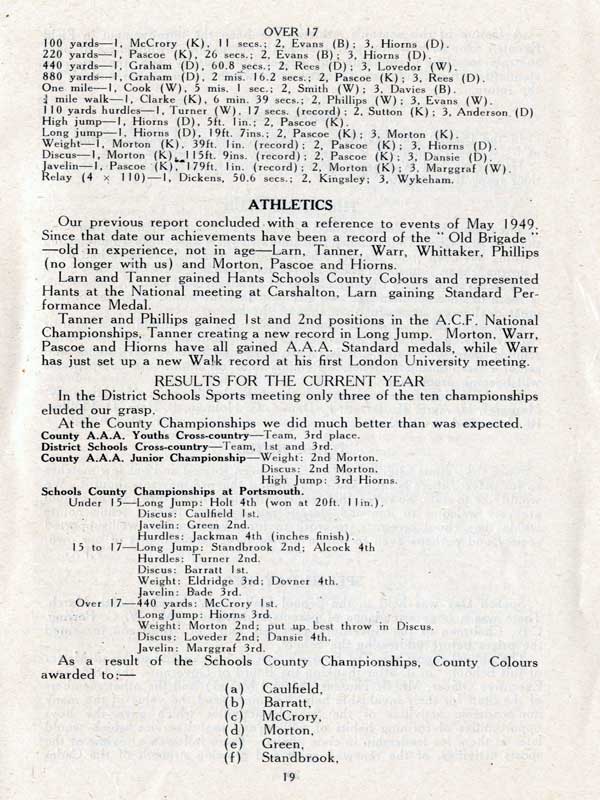 OVER 17
100 yards—1, McCrory (K), 11 secs.; 2, Evans (B); 3, Hiorns (D).
220 yards—1, Pascoe (K), 26 secs.; 2, Evans (B); 3, Hiorns (D).
440 yards—1, Graham (D), 60.8 secs.; 2, Rees (D); 3, Lovedor (W).
880 yards—1, Graham (D), 2 mis. 16.2 secs.; 2, Pascoe (K); 3, Rees (D).
One mile—1, Cook (W), 5 mis. 1 sec.; 2, Smith (W); 3, Davies (B).
¾ mile walk—1, Clarke (K), 6 min. 39 secs.; 2, Phillips (W); 3, Evans (W).
110 yards hurdles—1, Turner (W), 17 secs. (record); 2, Sutton (K); 3, Anderson (D)
High jump—1, Hiorns (D), 5ft. 1in.; 2, Pascoe (K).
Long jump—1, Hiorns (D), 19ft. 7ins.; 2, Pascoe (K); 3, Morton (K).
Weight—1, Morton (K), 39ft. 1in. (record); 2, Pascoe (K); 3, Hiorns (D).
Discus—1, Morton (K), 115ft. 9ins. (record); 2, Pascoe (K); 3, Dansie (D).
Javelin—1, Pascoe (K), 179ft. 1in. (record); 2, Morton (K); 3, Marggraf (W).
Relay (4 × 110)—1, Dickens, 50.6 secs.; 2, Kingsley; 3, Wykeham.
ATHLETICS
Our previous report concluded with a reference to events of May 1949.
Since that date our achievements have been a record of the "Old Brigade"
—old in experience, not in age—Larn, Tanner, Warr, Whittaker, Phillips
(no longer with us) and Morton, Pascoe and Hiorns.
Larn and Tanner gained Hants Schools County Colours and represented
Hants at the National meeting at Carshalton, Larn gaining Standard Per-
formance Medal.
Tanner and Phillips gained 1st and 2nd positions in the A.C.F. National
Championships, Tanner creating a new record in Long Jump. Morton, Warr,
Pascoe and Hiorns have all gained A.A.A. Standard medals, while Warr
has just set up a new Walk record at his first London University meeting.
RESULTS FOR THE CURRENT YEAR
In the District Schools Sports meeting only three of the ten championships
eluded our grasp.
At the County Championships we did much better than was expected.
County A.A.A. Youths Cross-country—Team, 3rd place.
District Schools Cross-country—Team, 1st and 3rd.
County A.A.A. Junior Championship—Weight: 2nd Morton.
Discus: 2nd Morton.
High Jump: 3rd Hiorns.
Schools County Championships at Portsmouth.
Under 15—Long Jump: Holt 4th (won at 20ft. 11in.).
Discus: Caulfield 1st.
Javelin: Green 2nd.
Hurdles: Jackman 4th (inches finish).
15 to 17—Long Jump: Standbrook 2nd; Alcock 4th
Hurdles: Turner 2nd.
Discus: Barratt 1st.
Weight: Eldridge 3rd; Dovner 4th.
Javelin: Bade 3rd.
Over 17—440 yards: McCrory 1st.
Long Jump: Hiorns 3rd.
Weight: Morton 2nd; put up best throw in Discus.
Discus: Loveder 2nd; Dansie 4th.
Javelin: Marggraf 3rd.
As a result of the Schools County Championships, County Colours
awarded to:—
(a) Caulfield,
(b) Barratt,
(c) McCrory,
(d) Morton,
(e) Green,
(f) Standbrook,
19